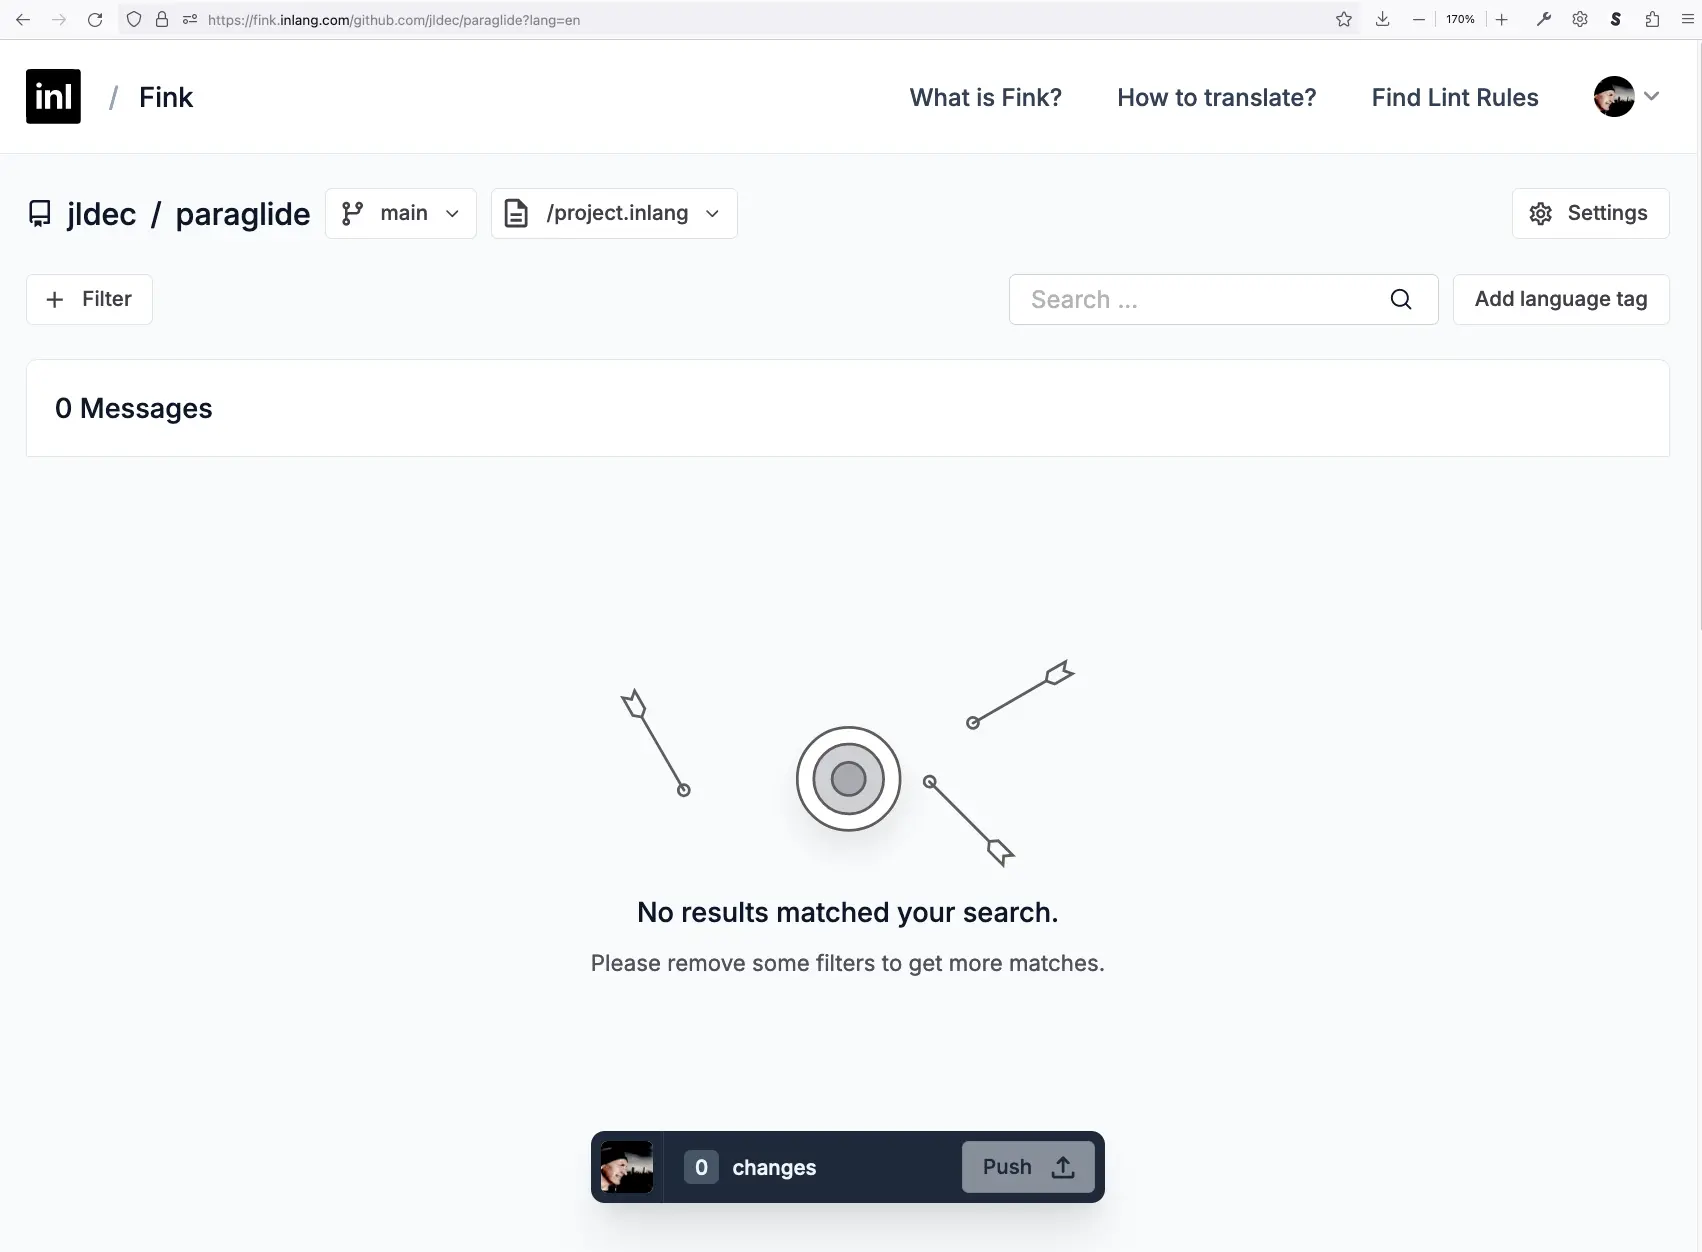 https://fink.inlang.com/github.com/jldec/paraglide?lang=en
170%
S
inl / Fink
What is Fink?
How to translate?
Find Lint Rules
jldec / paraglide
main
/project.inlang
Settings
Filter
Search ...
Add language tag
0 Messages
No results matched your search.
Please remove some filters to get more matches.
0 changes
Push